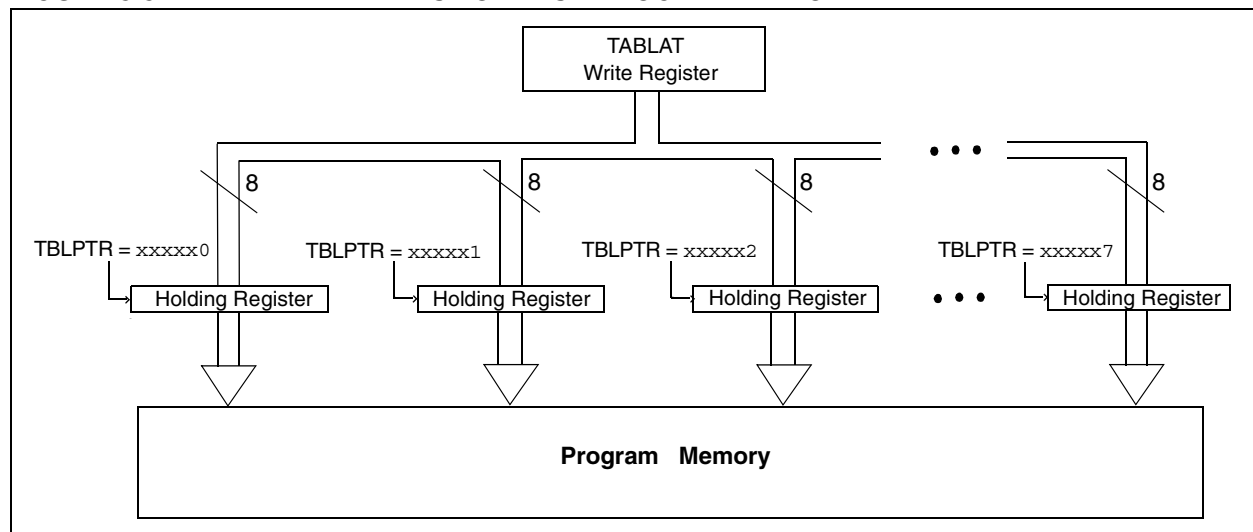 TABLAT
Write Register
8
8
8
8
TBLPTR = xxxxx0
TBLPTR = xxxxx1
TBLPTR = xxxxx2
TBLPTR = xxxxx7
Holding Register
Holding Register
Holding Register
Holding Register
Program Memory